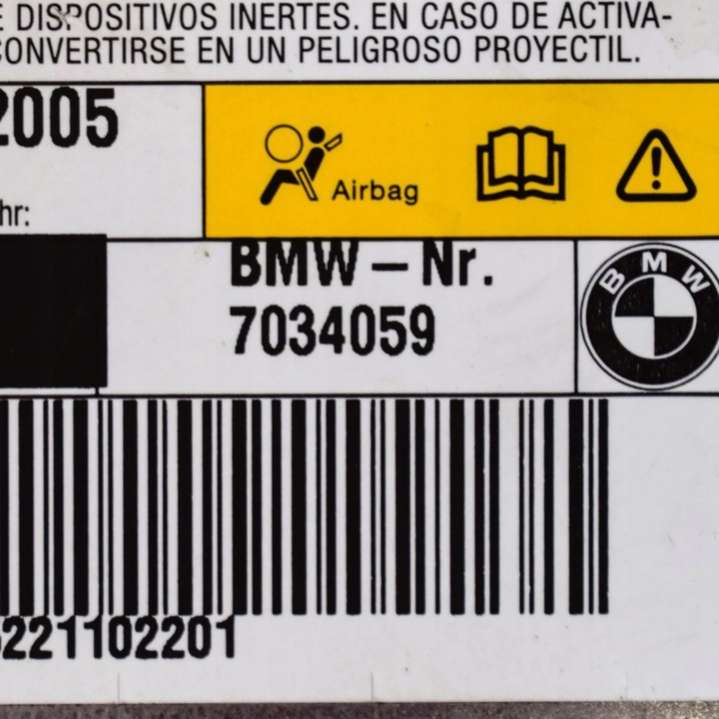 E DISPOSITIVOS INERTES. EN CASO DE ACTIVA-
CONVERTIRSE EN UN PELIGROSO PROYECTIL.
2005
Airbag
hr:
BMW – Nr.
7034059
BMW
221102201